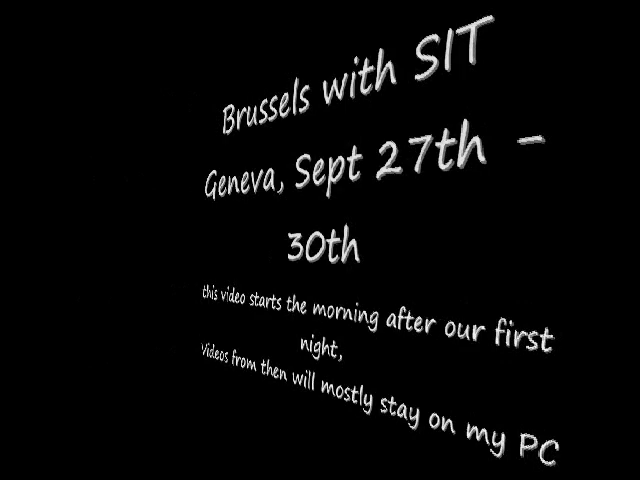 Brussels with SIT
Geneva, Sept 27th -
30th
this video starts the morning after our first
night,
Videos from then will mostly stay on my PC